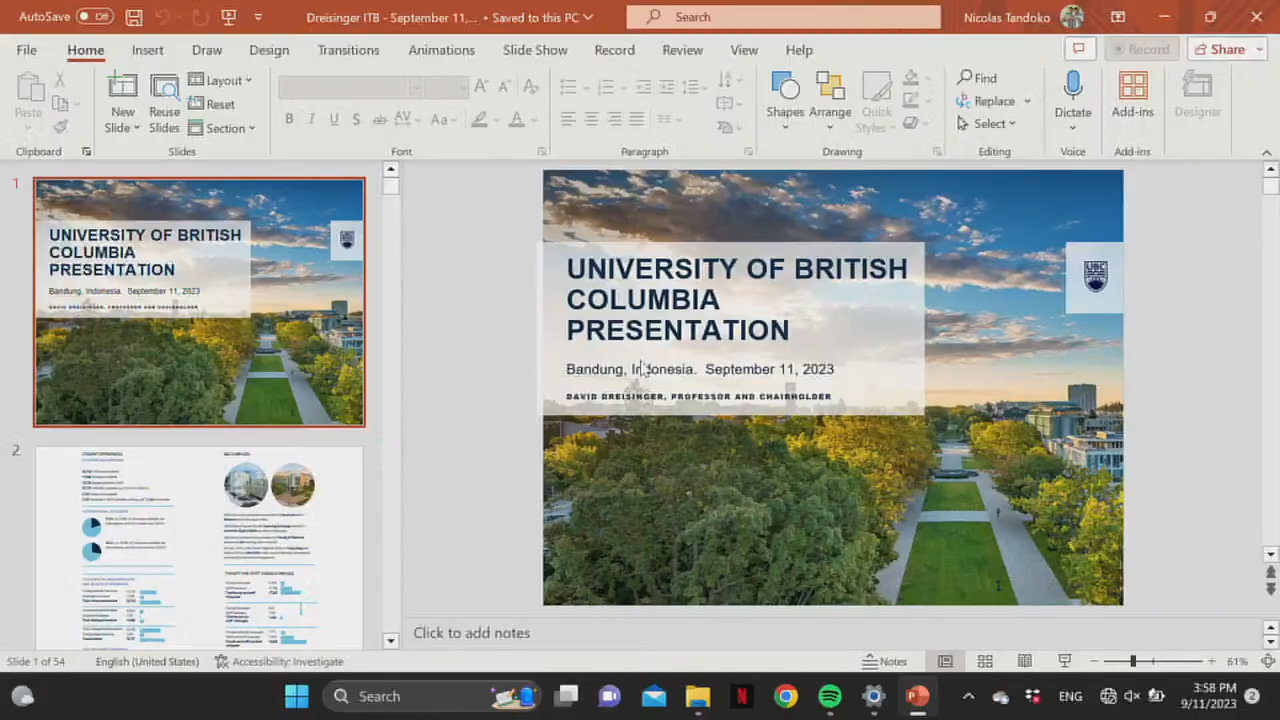 AutoSave Off
Dreisinger ITB - September 11,... • Saved to this PC
Search
Nicolas Tandoko
File Home Insert Draw Design Transitions Animations Slide Show Record Review View Help
Record
Share
Paste
New Slide
Reuse Slides
Layout
Reset
Section
B
Aa
A
Shapes
Arrange
Quick Styles
Find
Replace
Select
Dictate
Add-ins
Designer
Clipboard
Slides
Font
Paragraph
Drawing
Editing
Voice
Add-ins
1
UNIVERSITY OF BRITISH
COLUMBIA
PRESENTATION
Bandung, Indonesia. September 11, 2023
DAVID DREISINGER, PROFESSOR AND CHAIRHOLDER
2
UNIVERSITY OF BRITISH
COLUMBIA
PRESENTATION
Bandung, Indonesia. September 11, 2023
DAVID DREISINGER, PROFESSOR AND CHAIRHOLDER
UBC
Click to add notes
Slide 1 of 54
English (United States)
Accessibility: Investigate
Notes
61%
Search
ENG
3:58 PM
9/11/2023
2